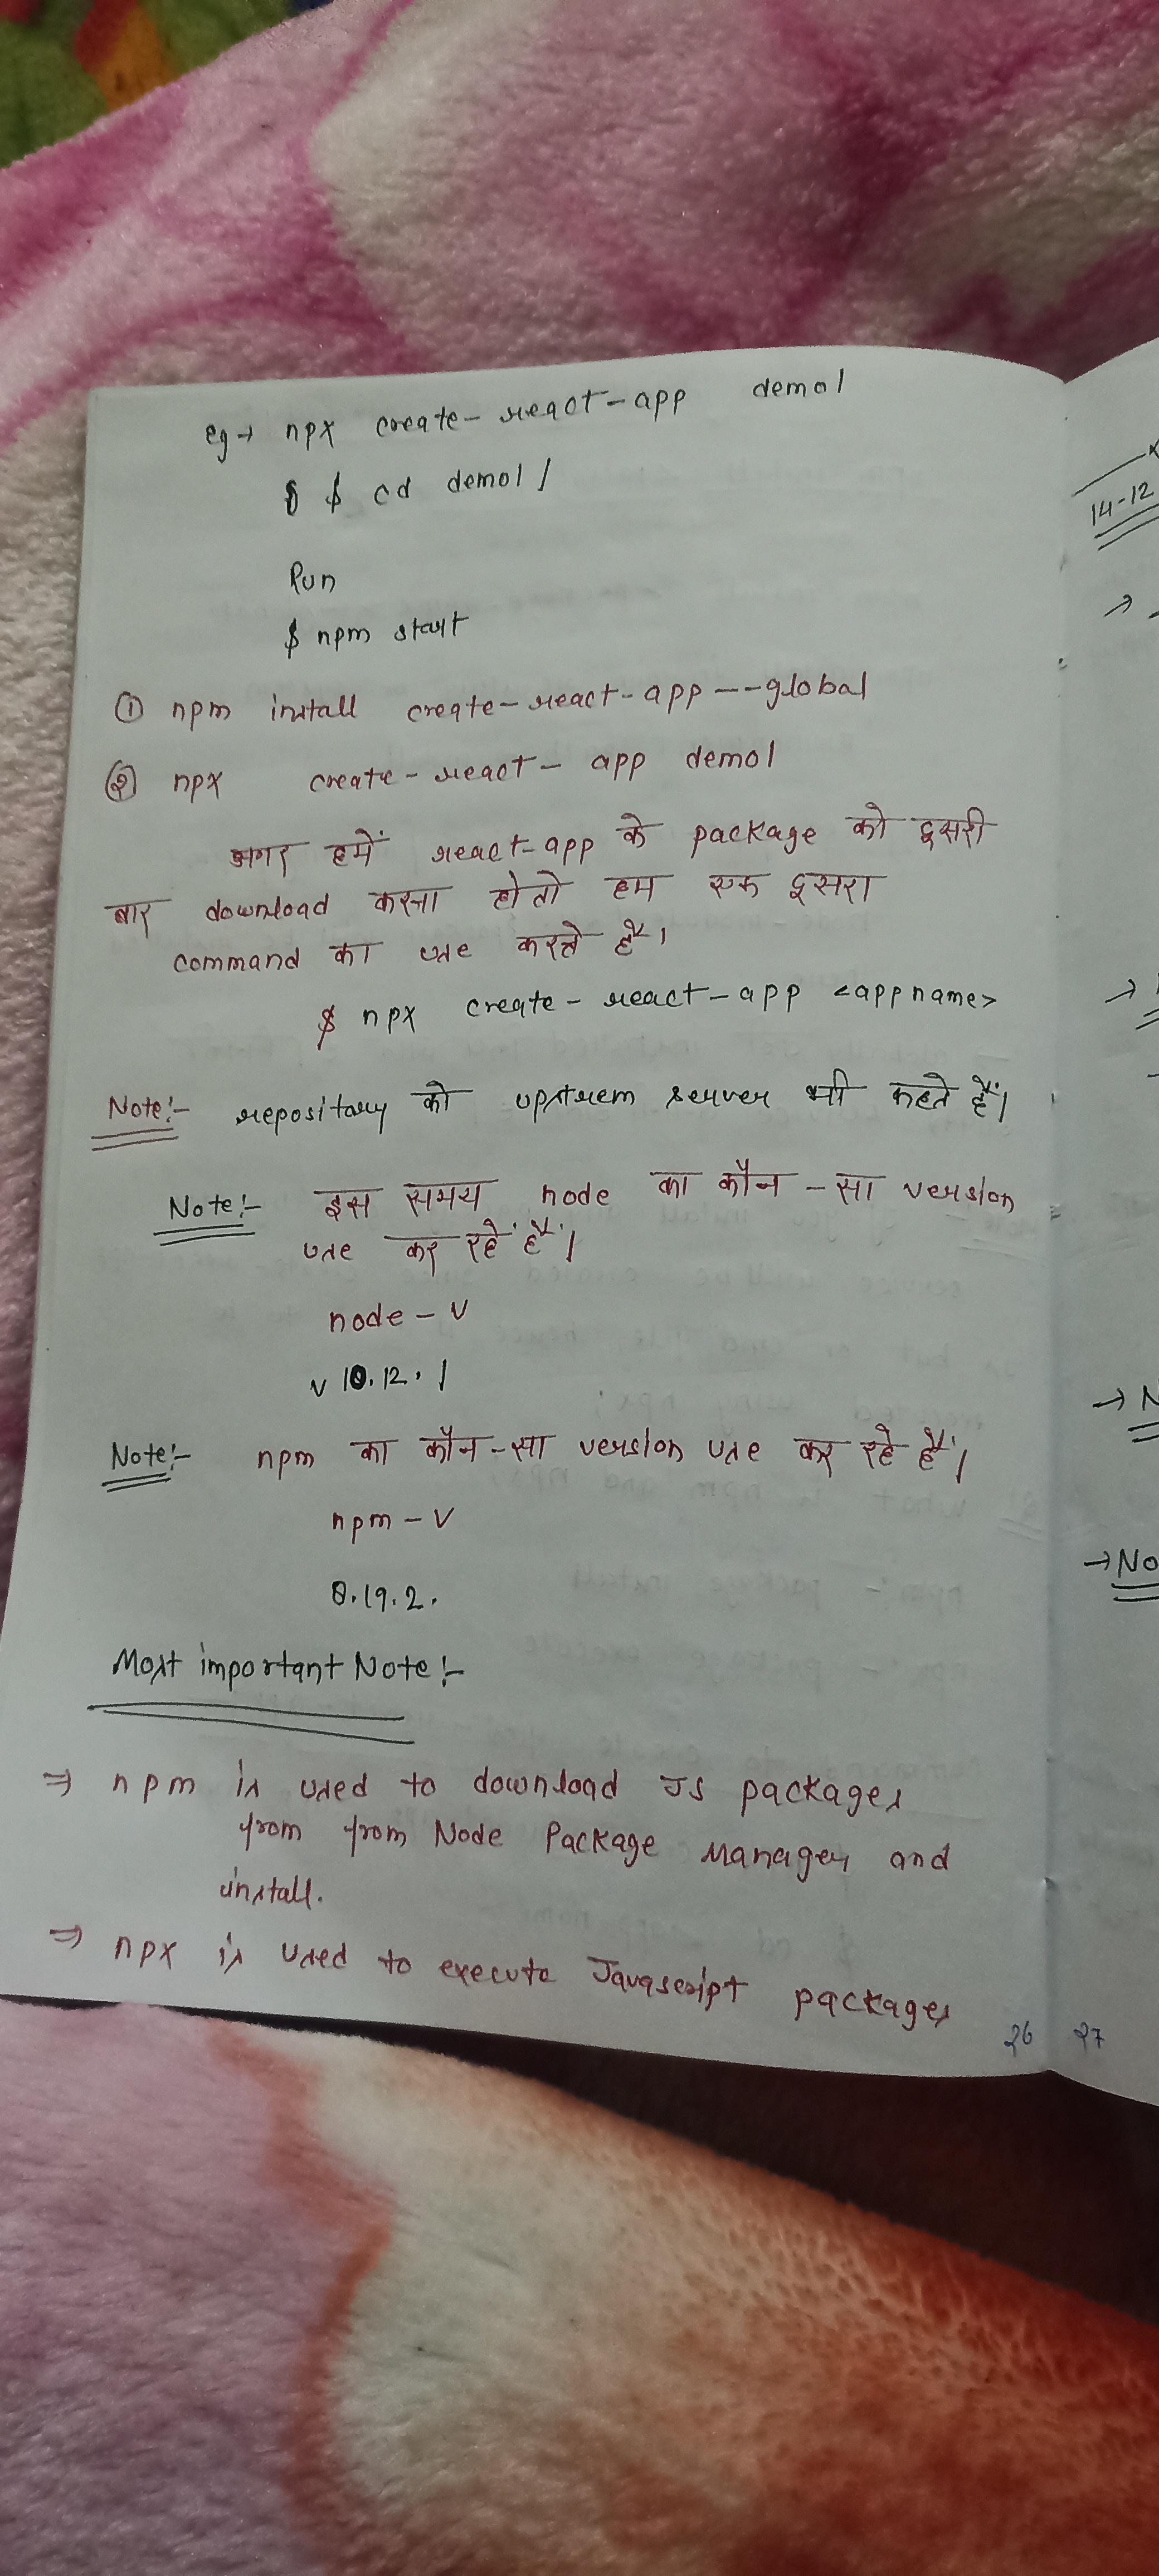 eg→ npx create-react-app demo1
$ $ cd demo1/
Run
$ npm start
① npm install create-react-app --global
② npx create-react-app demo1
अगर हमें react-app के package को दूसरी
बार download करना हो तो हम एक दूसरा
command का use करते हैं।
$ npx create-react-app <appname>
Note:- repositary को upstrem server भी कहते हैं।
Note:- इस समय node का कौन-सा version
use कर रहे हैं।
node -v
v 10.12.1
Note:- npm का कौन-सा version use कर रहे हैं।
npm -v
8.19.2.
Most important Note:-
⇒ npm is used to download JS packages
from from Node Package Manager and
install.
⇒ npx is used to execute Javascript packages
26
14-12
→
→
→ N
→ No
27